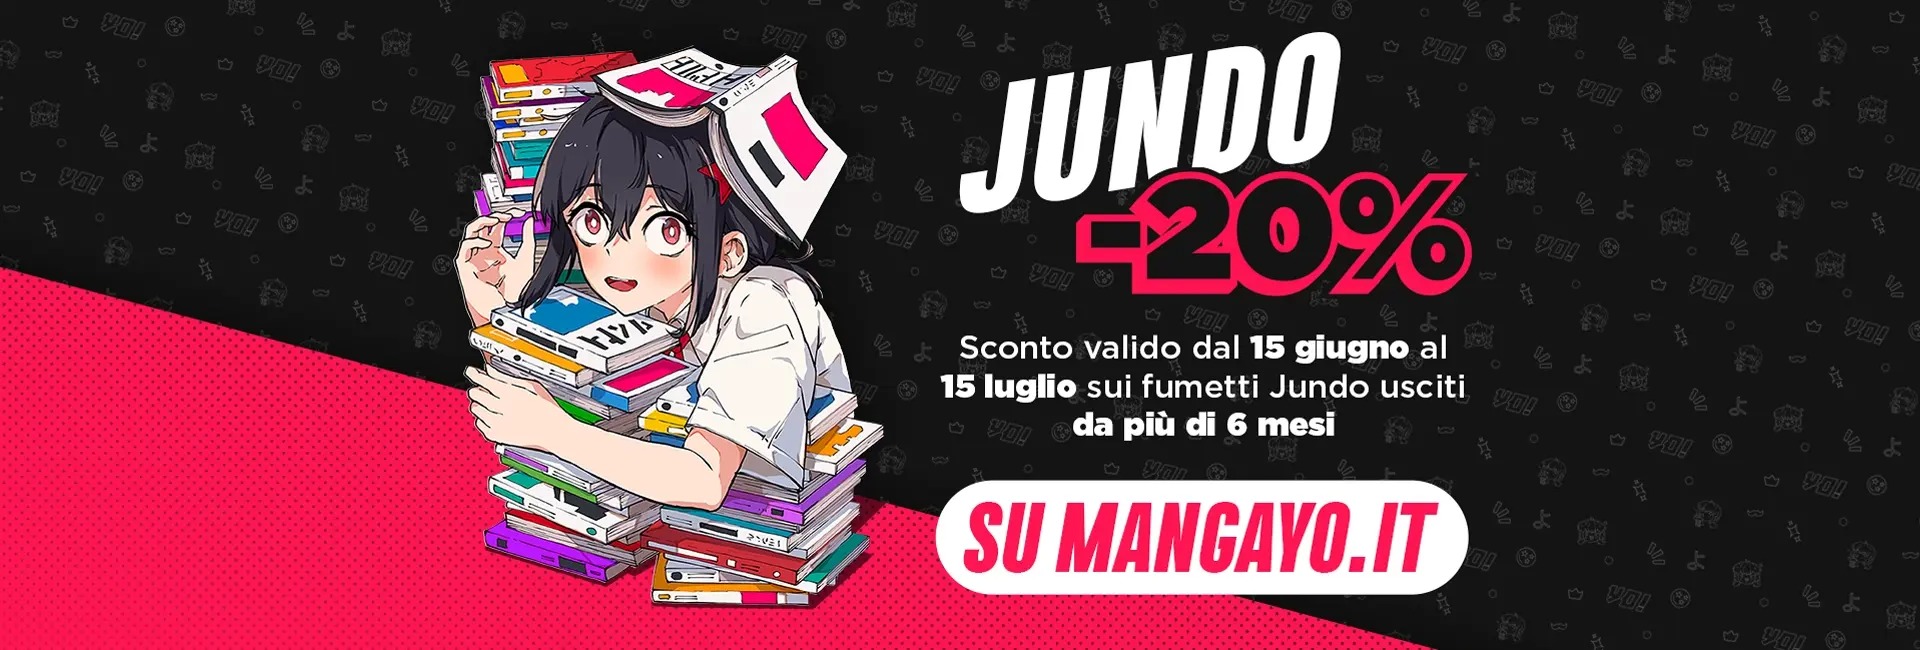 JUNDO
-20%
Sconto valido dal 15 giugno al
15 luglio sui fumetti Jundo usciti
da più di 6 mesi
SU MANGAYO.IT